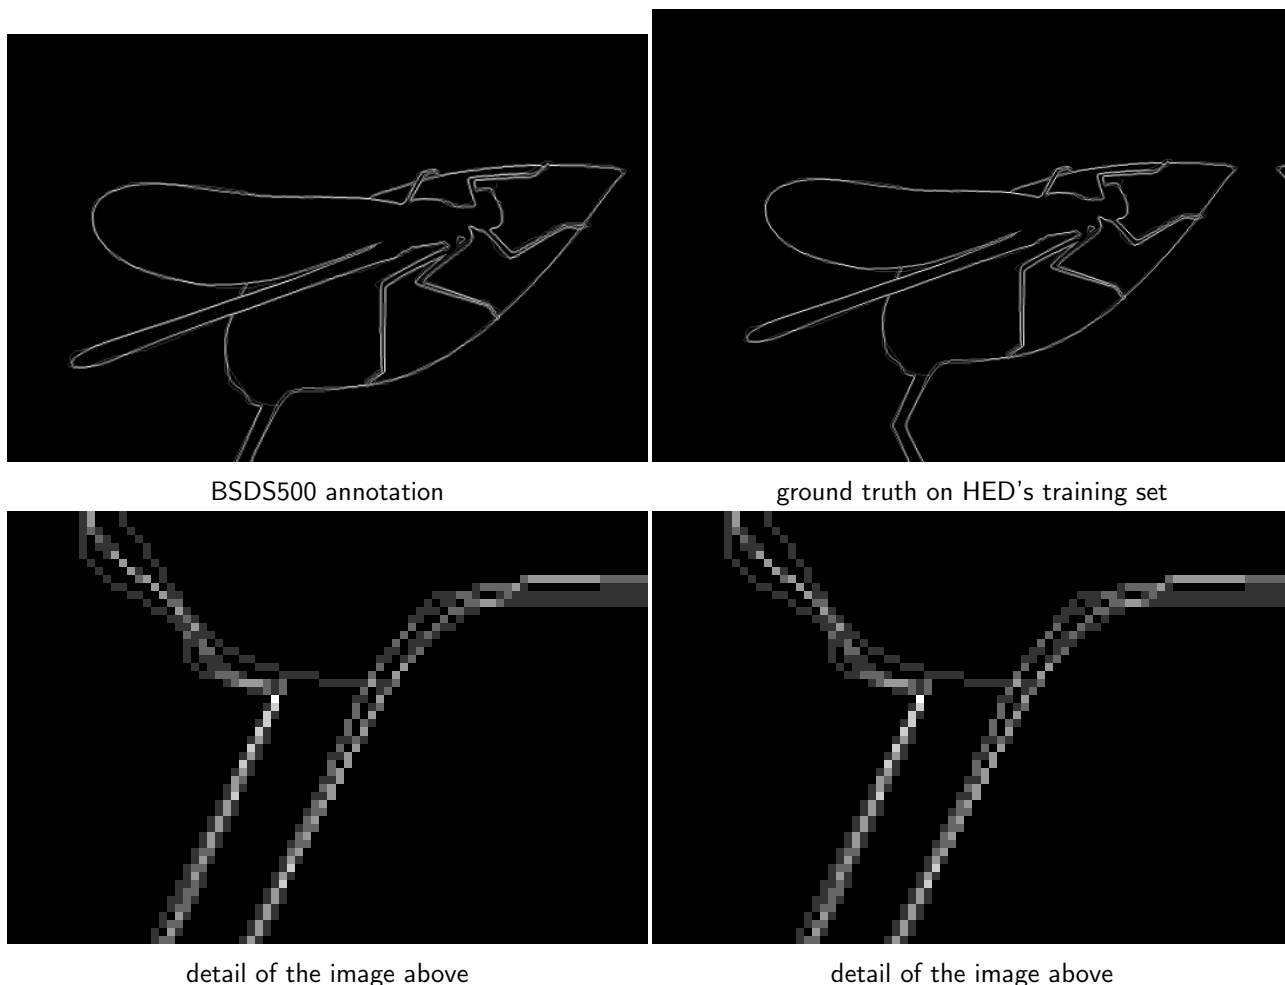 BSDS500 annotation
ground truth on HED's training set
detail of the image above
detail of the image above